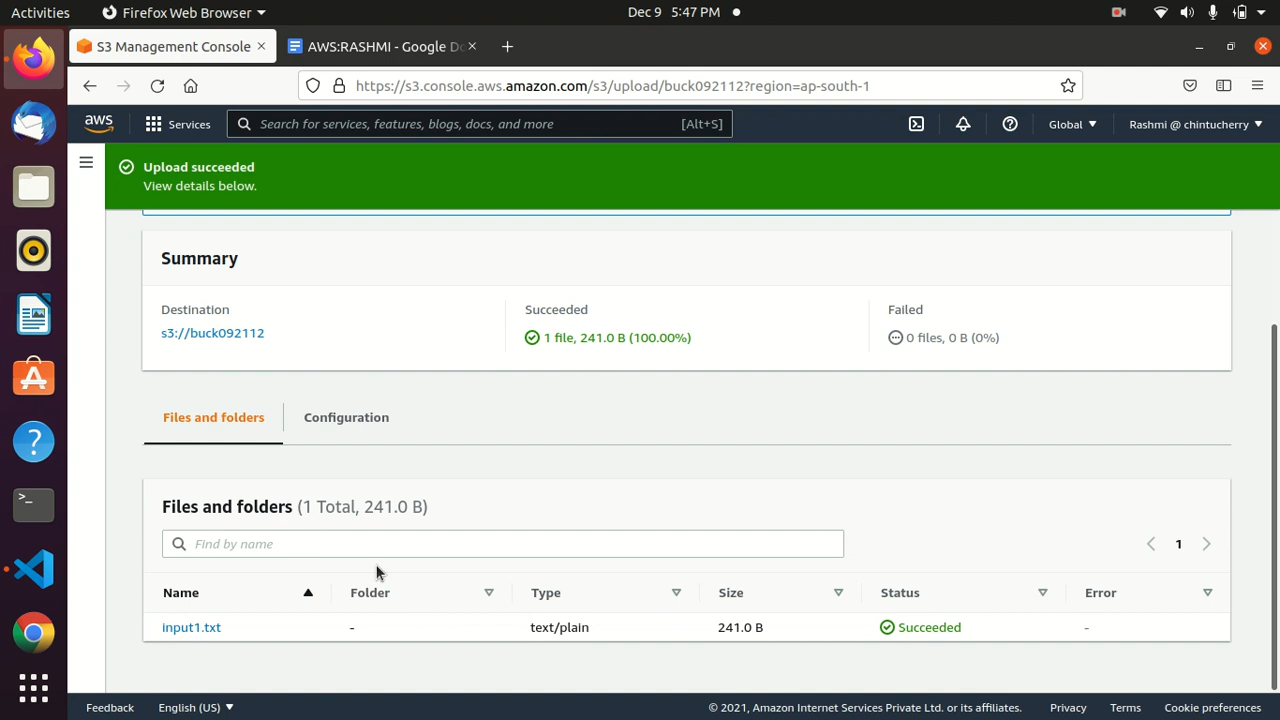 Activities Firefox Web Browser Dec 9 5:47 PM
S3 Management Console × AWS:RASHMI - Google Do × +
https://s3.console.aws.amazon.com/s3/upload/buck092112?region=ap-south-1
aws Services Search for services, features, blogs, docs, and more [Alt+S] Global Rashmi @ chintucherry
Upload succeeded
View details below.
Summary
Destination Succeeded Failed
s3://buck092112 1 file, 241.0 B (100.00%) 0 files, 0 B (0%)
Files and folders Configuration
Files and folders (1 Total, 241.0 B)
Find by name 1
Name Folder Type Size Status Error
input1.txt - text/plain 241.0 B Succeeded -
Feedback English (US) © 2021, Amazon Internet Services Private Ltd. or its affiliates. Privacy Terms Cookie preferences